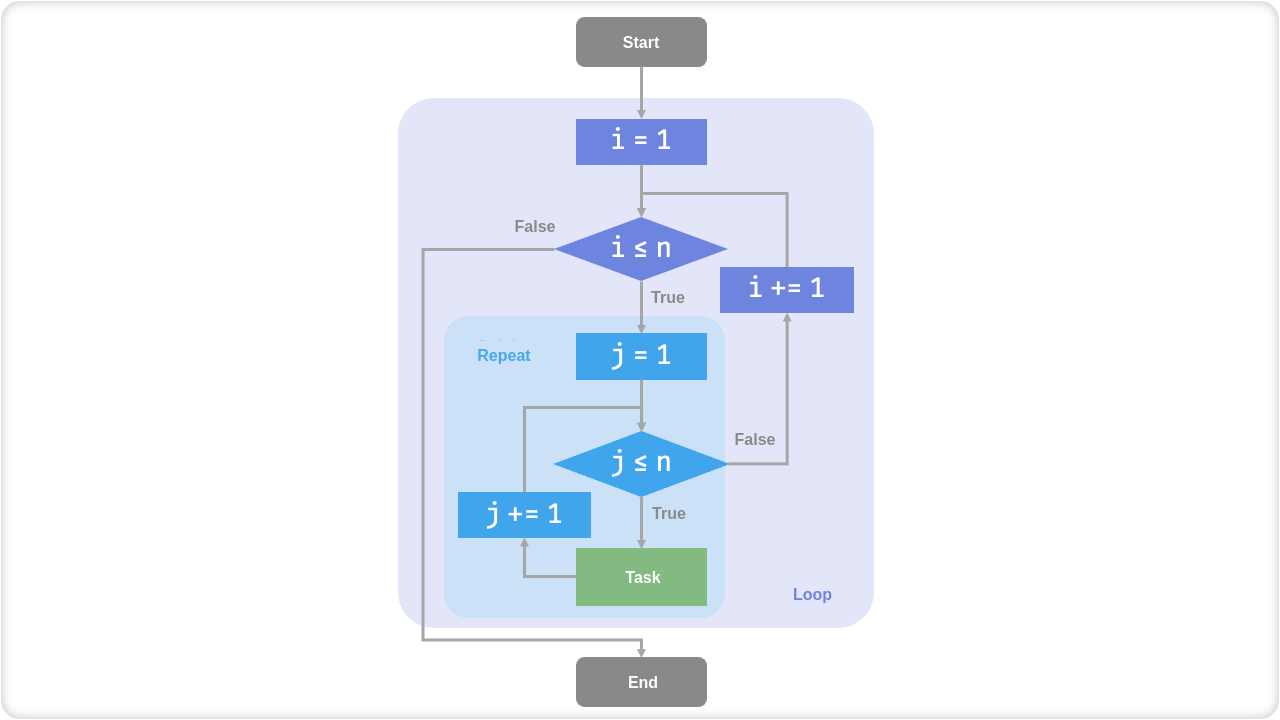 Start
i = 1
False
i ≤ n
i += 1
True
Repeat
j = 1
False
j ≤ n
j += 1
True
Task
Loop
End